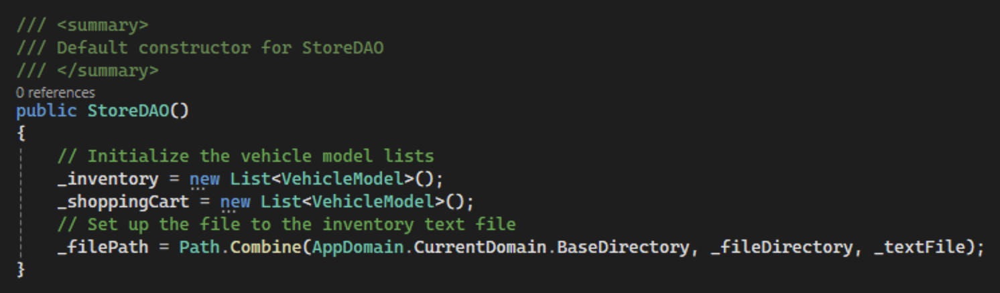 /// <summary>
/// Default constructor for StoreDAO
/// </summary>
0 references
public StoreDAO()
{
    // Initialize the vehicle model lists
    _inventory = new List<VehicleModel>();
    _shoppingCart = new List<VehicleModel>();
    // Set up the file to the inventory text file
    _filePath = Path.Combine(AppDomain.CurrentDomain.BaseDirectory, _fileDirectory, _textFile);
}